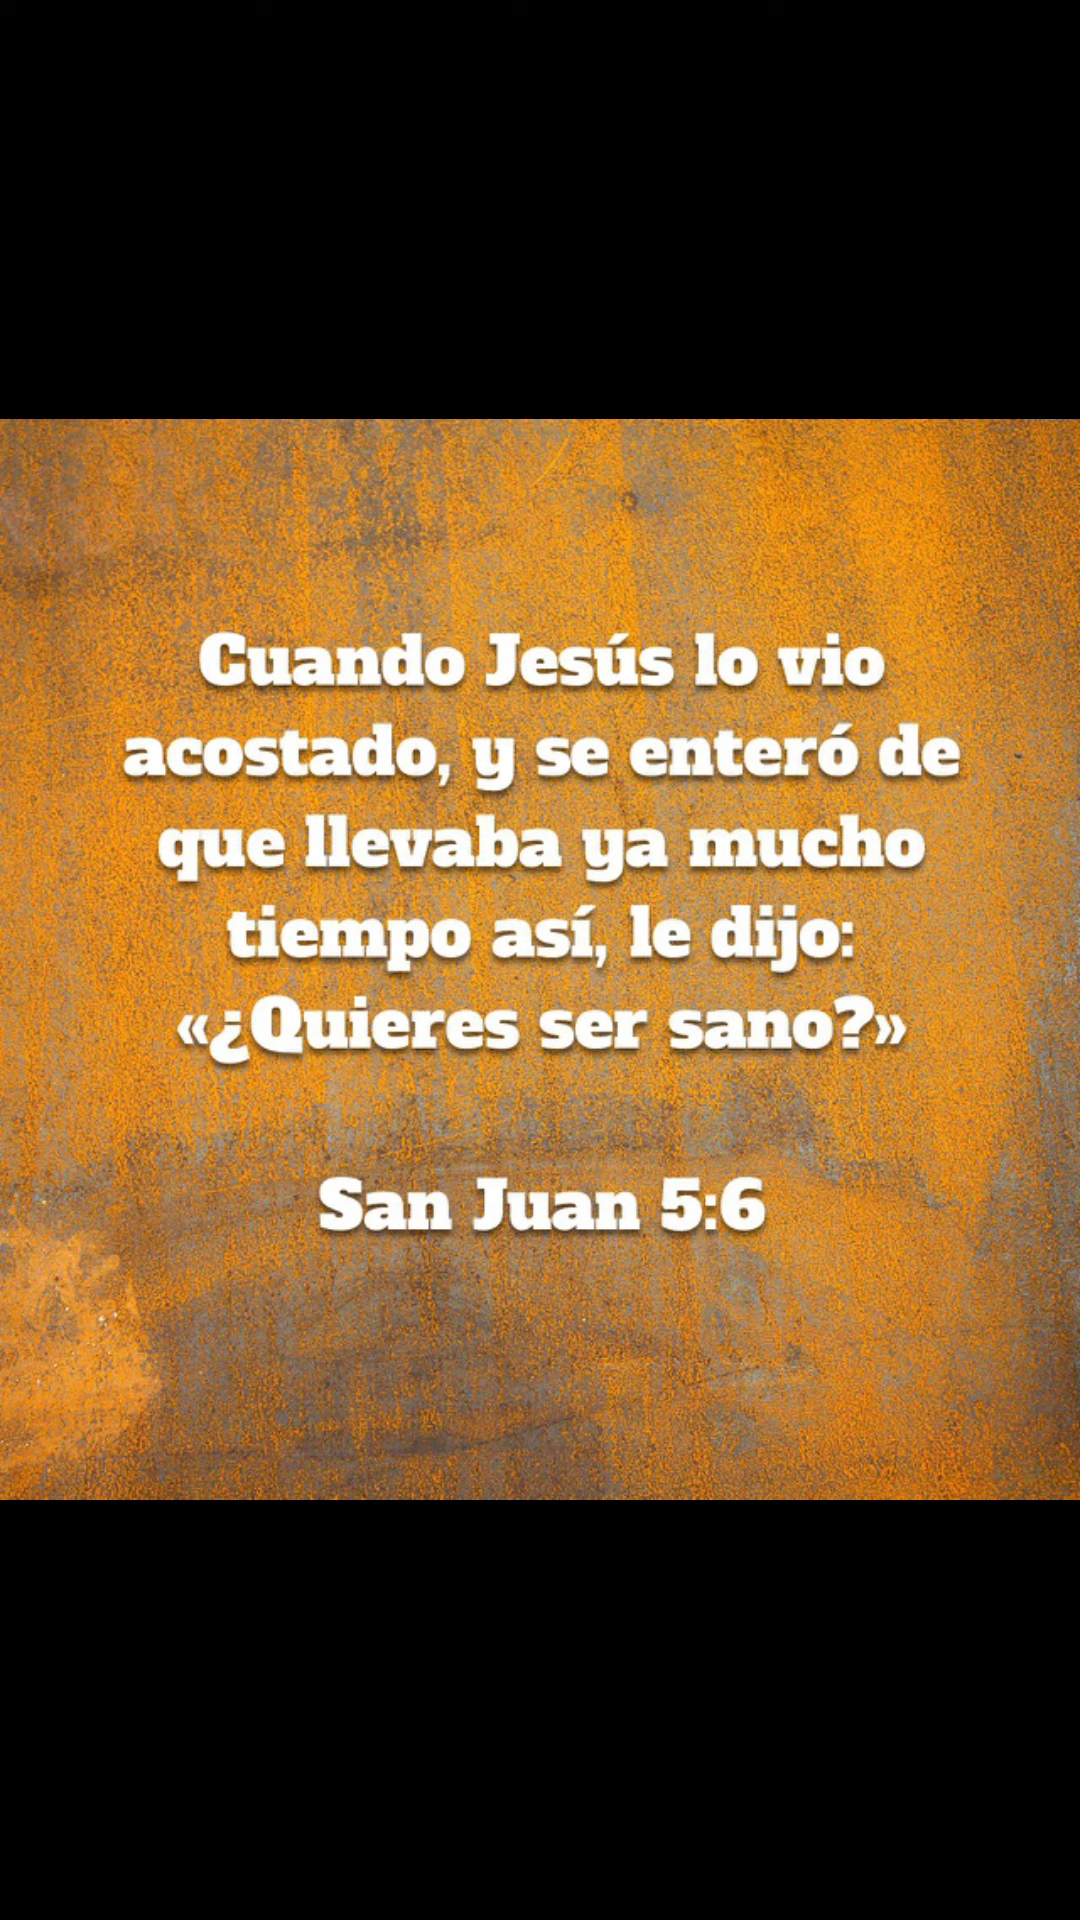 Cuando Jesús lo vio
acostado, y se enteró de
que llevaba ya mucho
tiempo así, le dijo:
«¿Quieres ser sano?»
San Juan 5:6